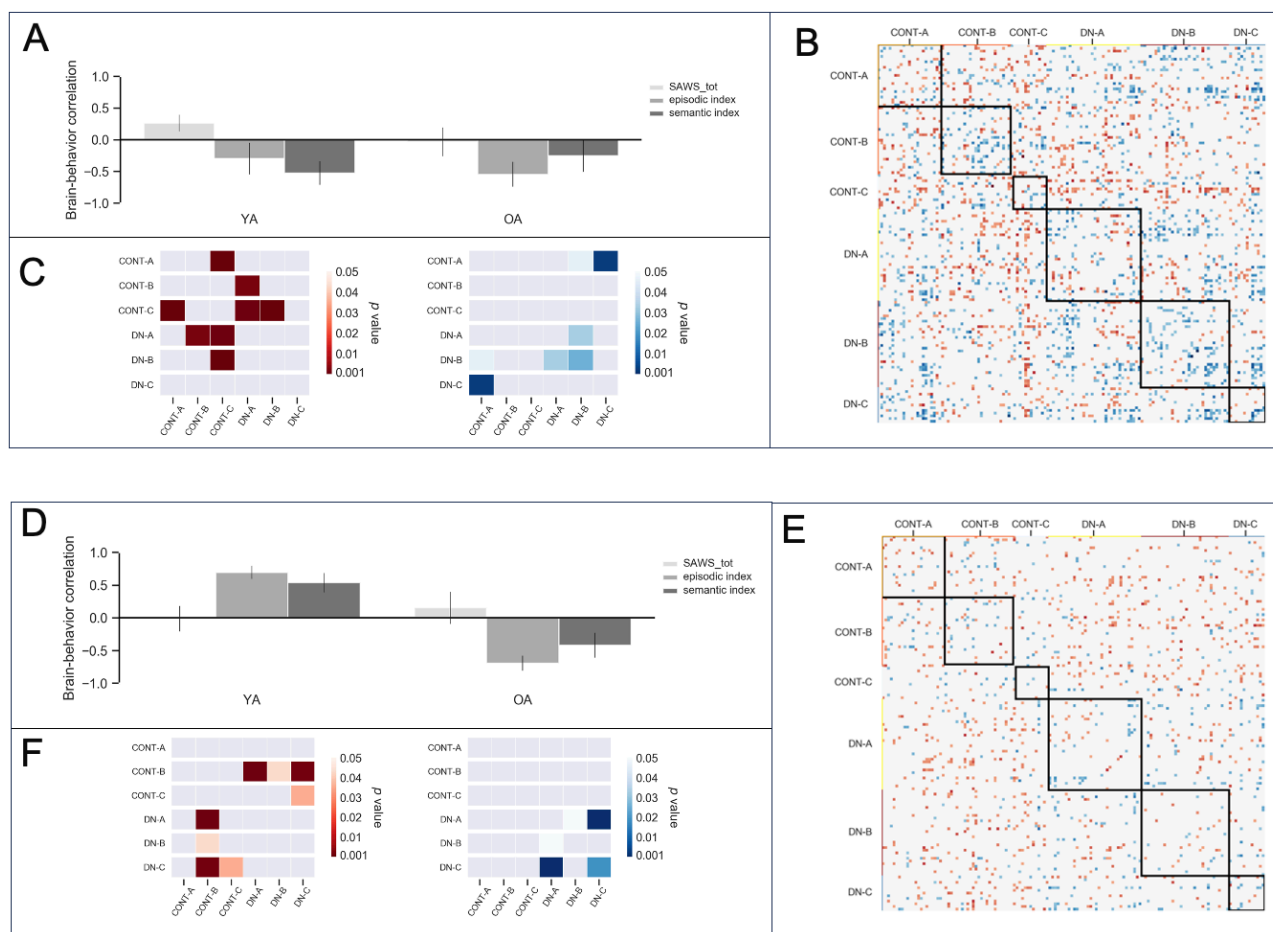 A
Brain-behavior correlation
1.0
0.5
0.0
−0.5
−1.0
YA
OA
SAWS_tot
episodic index
semantic index
B
CONT-A CONT-B CONT-C DN-A DN-B DN-C
CONT-A
CONT-B
CONT-C
DN-A
DN-B
DN-C
C
CONT-A
CONT-B
CONT-C
DN-A
DN-B
DN-C
CONT-A CONT-B CONT-C DN-A DN-B DN-C
0.05
0.04
0.03
0.02
0.01
0.001
p value
CONT-A
CONT-B
CONT-C
DN-A
DN-B
DN-C
CONT-A CONT-B CONT-C DN-A DN-B DN-C
0.05
0.04
0.03
0.02
0.01
0.001
p value
D
Brain-behavior correlation
1.0
0.5
0.0
−0.5
−1.0
YA
OA
SAWS_tot
episodic index
semantic index
E
CONT-A CONT-B CONT-C DN-A DN-B DN-C
CONT-A
CONT-B
CONT-C
DN-A
DN-B
DN-C
F
CONT-A
CONT-B
CONT-C
DN-A
DN-B
DN-C
CONT-A CONT-B CONT-C DN-A DN-B DN-C
0.05
0.04
0.03
0.02
0.01
0.001
p value
CONT-A
CONT-B
CONT-C
DN-A
DN-B
DN-C
CONT-A CONT-B CONT-C DN-A DN-B DN-C
0.05
0.04
0.03
0.02
0.01
0.001
p value